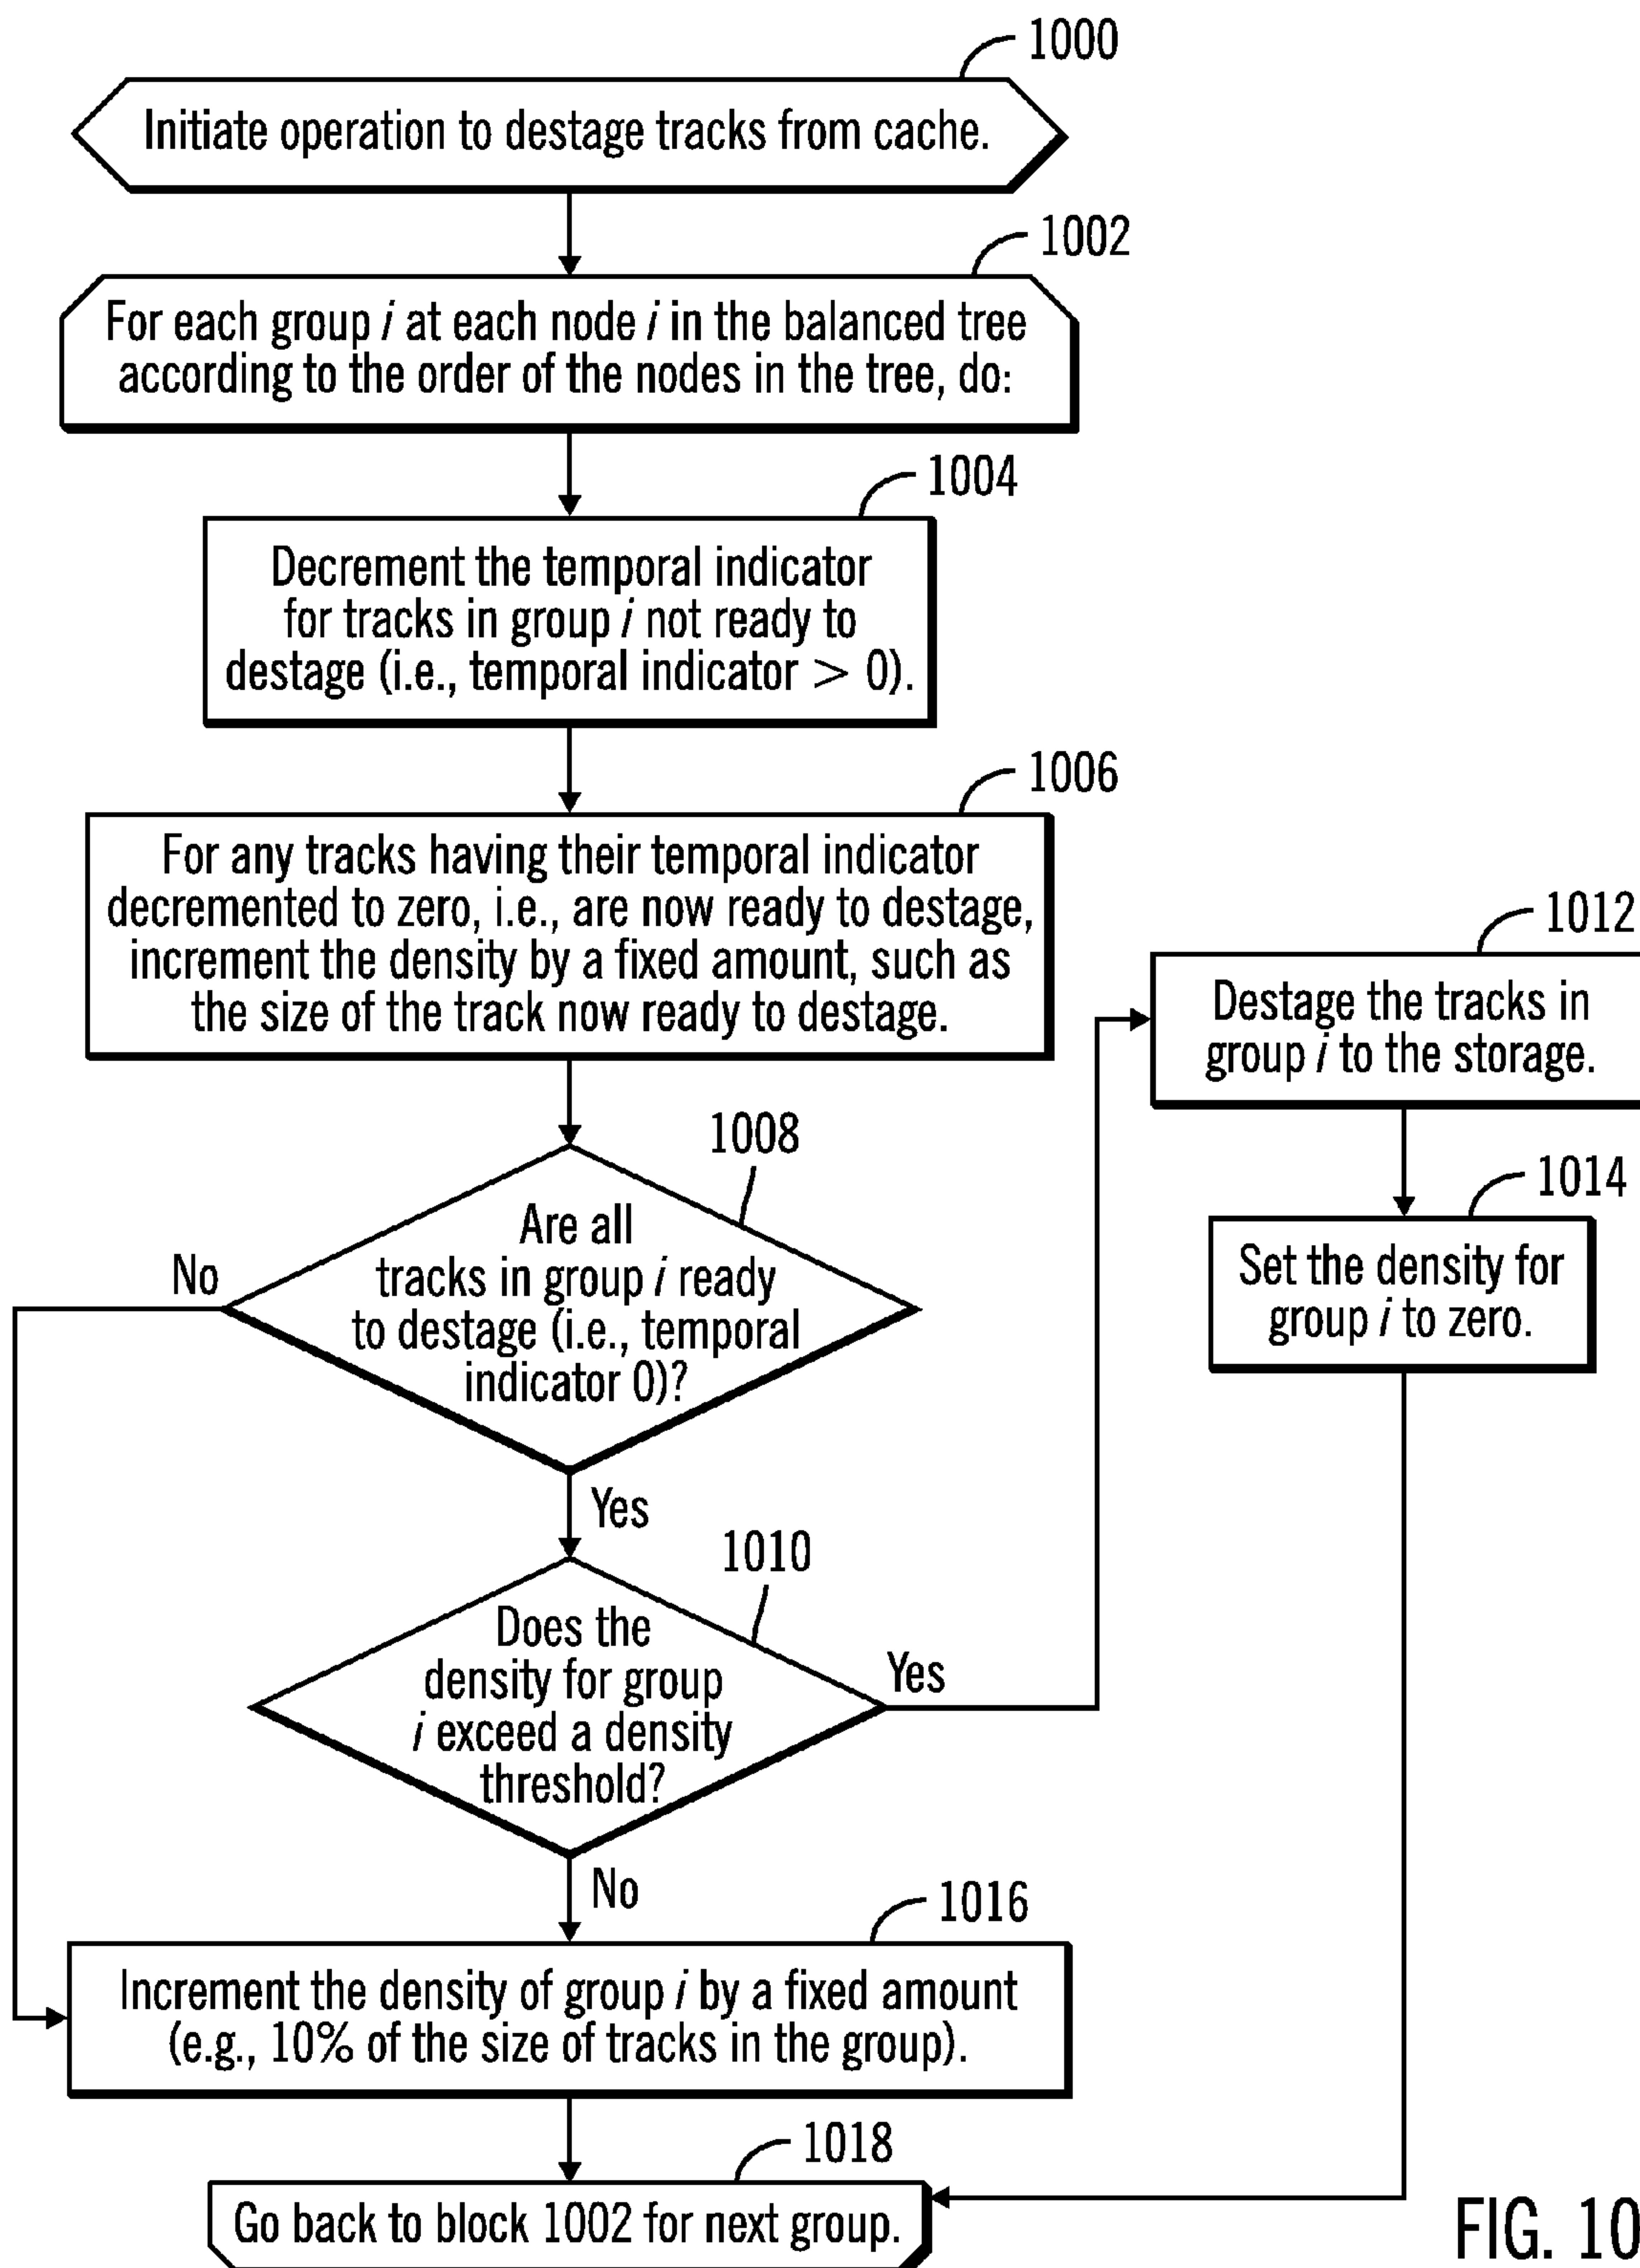 1000
Initiate operation to destage tracks from cache.
1002
For each group i at each node i in the balanced tree
according to the order of the nodes in the tree, do:
1004
Decrement the temporal indicator
for tracks in group i not ready to
destage (i.e., temporal indicator > 0).
1006
For any tracks having their temporal indicator
decremented to zero, i.e., are now ready to destage,
increment the density by a fixed amount, such as
the size of the track now ready to destage.
1008
Are all
tracks in group i ready
to destage (i.e., temporal
indicator 0)?
No
Yes
1010
Does the
density for group
i exceed a density
threshold?
Yes
No
1012
Destage the tracks in
group i to the storage.
1014
Set the density for
group i to zero.
1016
Increment the density of group i by a fixed amount
(e.g., 10% of the size of tracks in the group).
1018
Go back to block 1002 for next group.
FIG. 10